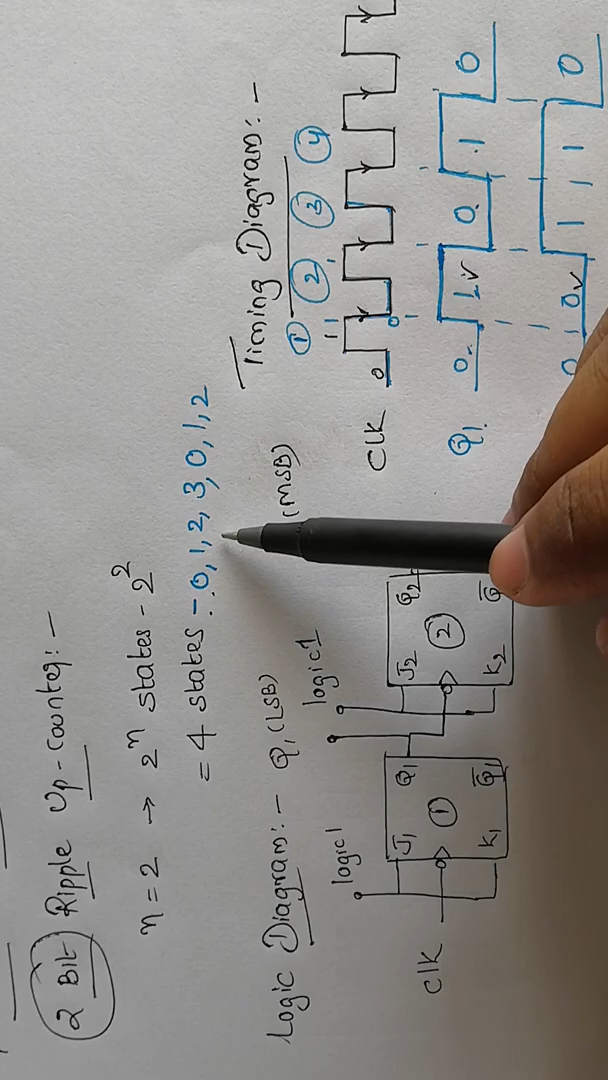 2 Bit Ripple Up-Counter:-
n = 2 → 2^n states - 2^2
= 4 states - 0, 1, 2, 3, 0, 1, 2
Logic Diagram:- Q1 (LSB) (MSB)
logic 1 logic 1
J1 Q1 J2 Q2
Clk 1 2
K1 Q̄1 K2 Q̄
Timing Diagram:-
1 2 3 4
Clk 0
Q1 0 1 0 1 0
0 0 1 1 0